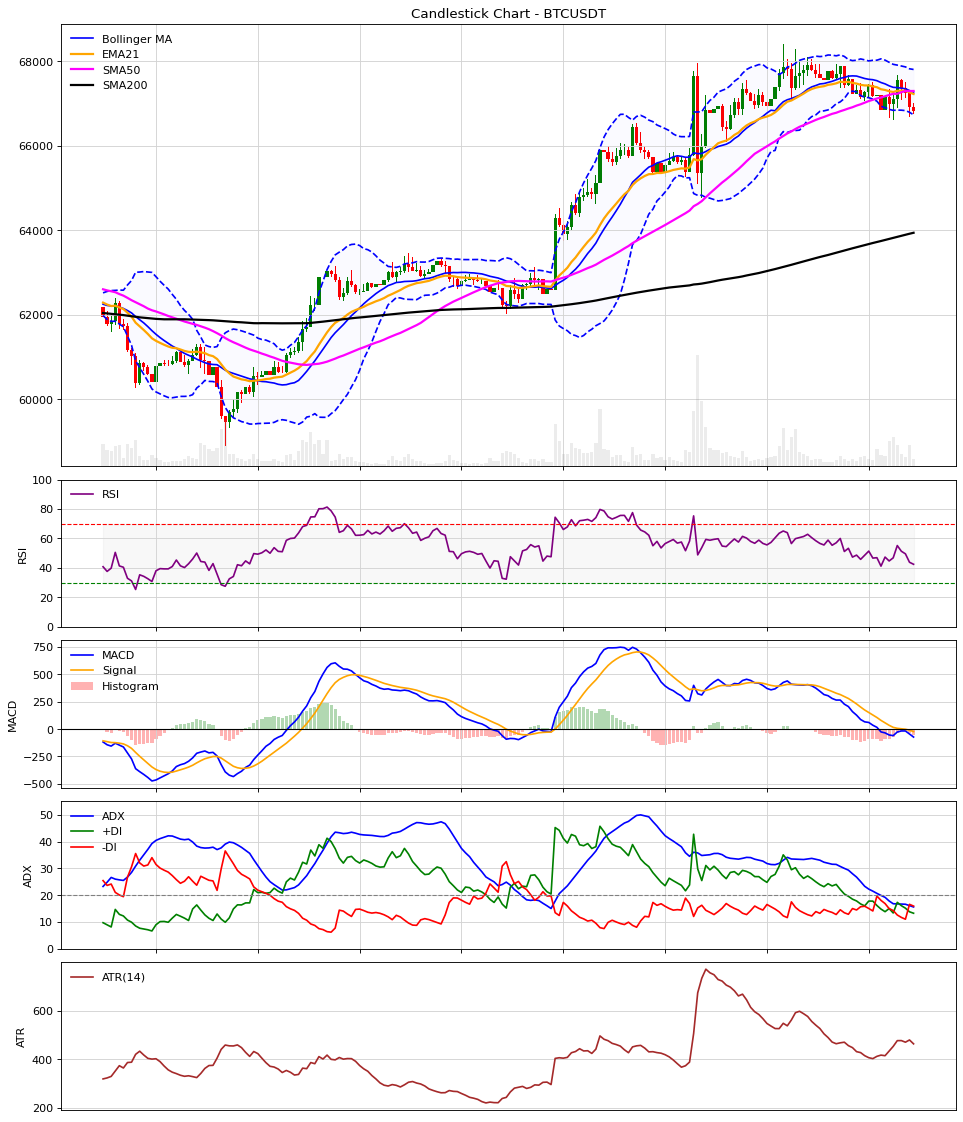 Candlestick Chart - BTCUSDT
Bollinger MA
EMA21
SMA50
SMA200
68000
66000
64000
62000
60000
RSI
RSI
100
80
60
40
20
0
MACD
Signal
Histogram
MACD
750
500
250
0
−250
−500
ADX
+DI
-DI
ADX
50
40
30
20
10
0
ATR(14)
ATR
600
400
200